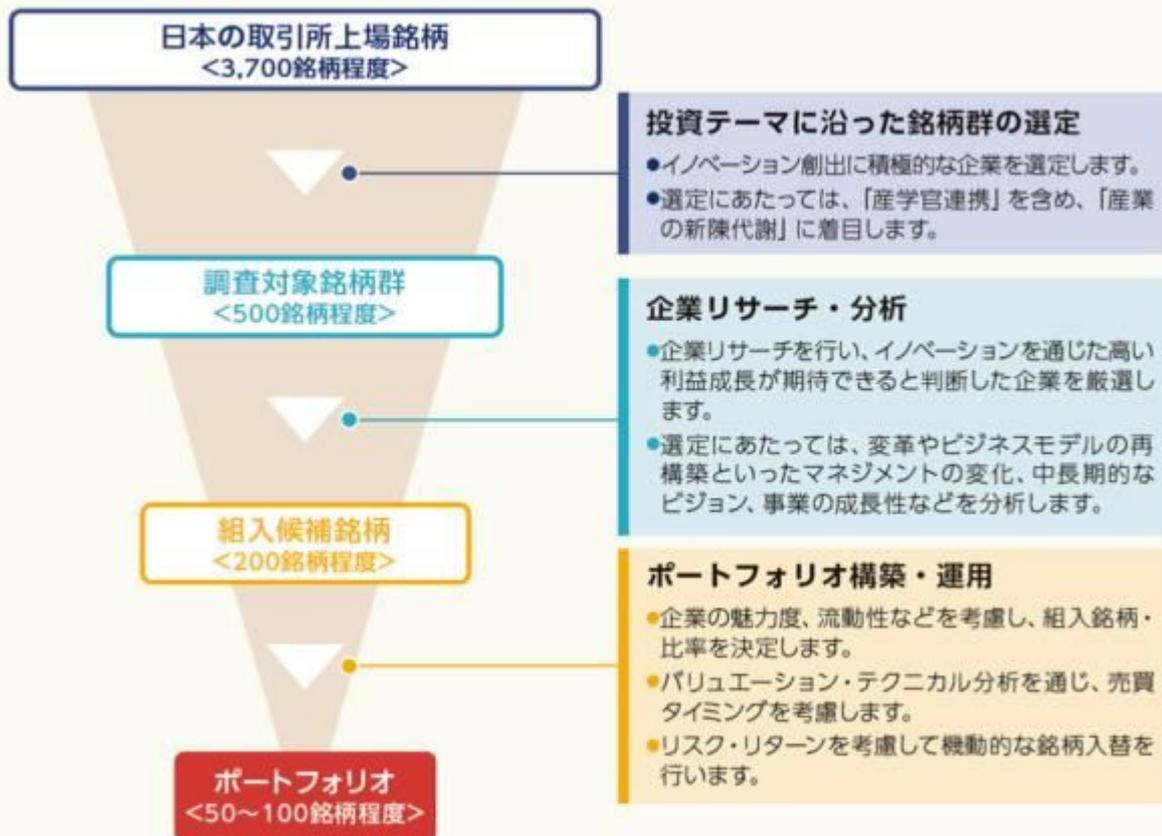 日本の取引所上場銘柄
<3,700銘柄程度>
投資テーマに沿った銘柄群の選定
●イノベーション創出に積極的な企業を選定します。
●選定にあたっては、「産学官連携」を含め、「産業
の新陳代謝」に着目します。
調査対象銘柄群
<500銘柄程度>
企業リサーチ・分析
●企業リサーチを行い、イノベーションを通じた高い
利益成長が期待できると判断した企業を厳選し
ます。
●選定にあたっては、変革やビジネスモデルの再
構築といったマネジメントの変化、中長期的な
ビジョン、事業の成長性などを分析します。
組入候補銘柄
<200銘柄程度>
ポートフォリオ構築・運用
●企業の魅力度、流動性などを考慮し、組入銘柄・
比率を決定します。
●バリュエーション・テクニカル分析を通じ、売買
タイミングを考慮します。
●リスク・リターンを考慮して機動的な銘柄入替を
行います。
ポートフォリオ
<50～100銘柄程度>